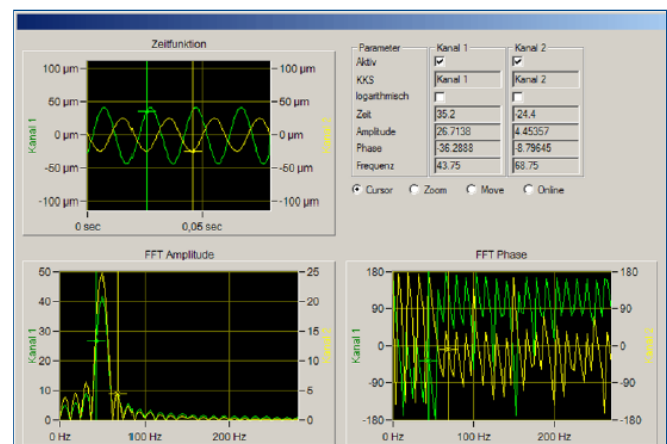 Zeitfunktion
100 µm
50 µm
0 µm
-50 µm
-100 µm
Kanal 1
100 µm
50 µm
0 µm
-50 µm
-100 µm
Kanal 2
0 sec
0,05 sec
Parameter Kanal 1 Kanal 2
Aktiv
KKS Kanal 1 Kanal 2
logarithmisch
Zeit 35.2 -24.4
Amplitude 26.7138 4.45357
Phase -36.2888 -8.79645
Frequenz 43.75 68.75
Cursor Zoom Move Online
FFT Amplitude
50
40
30
20
10
0
Kanal 1
25
20
15
10
5
0
Kanal 2
0 Hz 100 Hz 200 Hz
FFT Phase
180
90
0
-90
-180
Kanal 1
180
90
0
-90
-180
Kanal 2
0 Hz 100 Hz 200 Hz